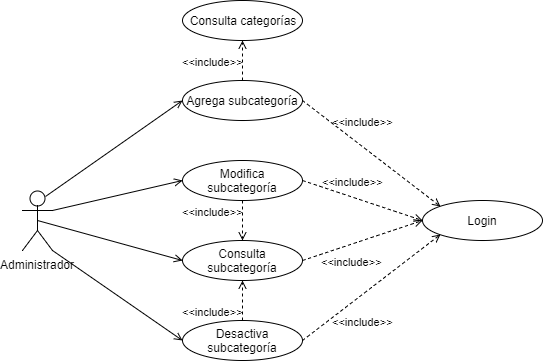 Consulta categorías
<<include>>
Agrega subcategoría
<<include>>
Modifica
subcategoría
<<include>>
<<include>>
Login
Consulta
subcategoría
<<include>>
Administrador
<<include>>
Desactiva
subcategoría
<<include>>